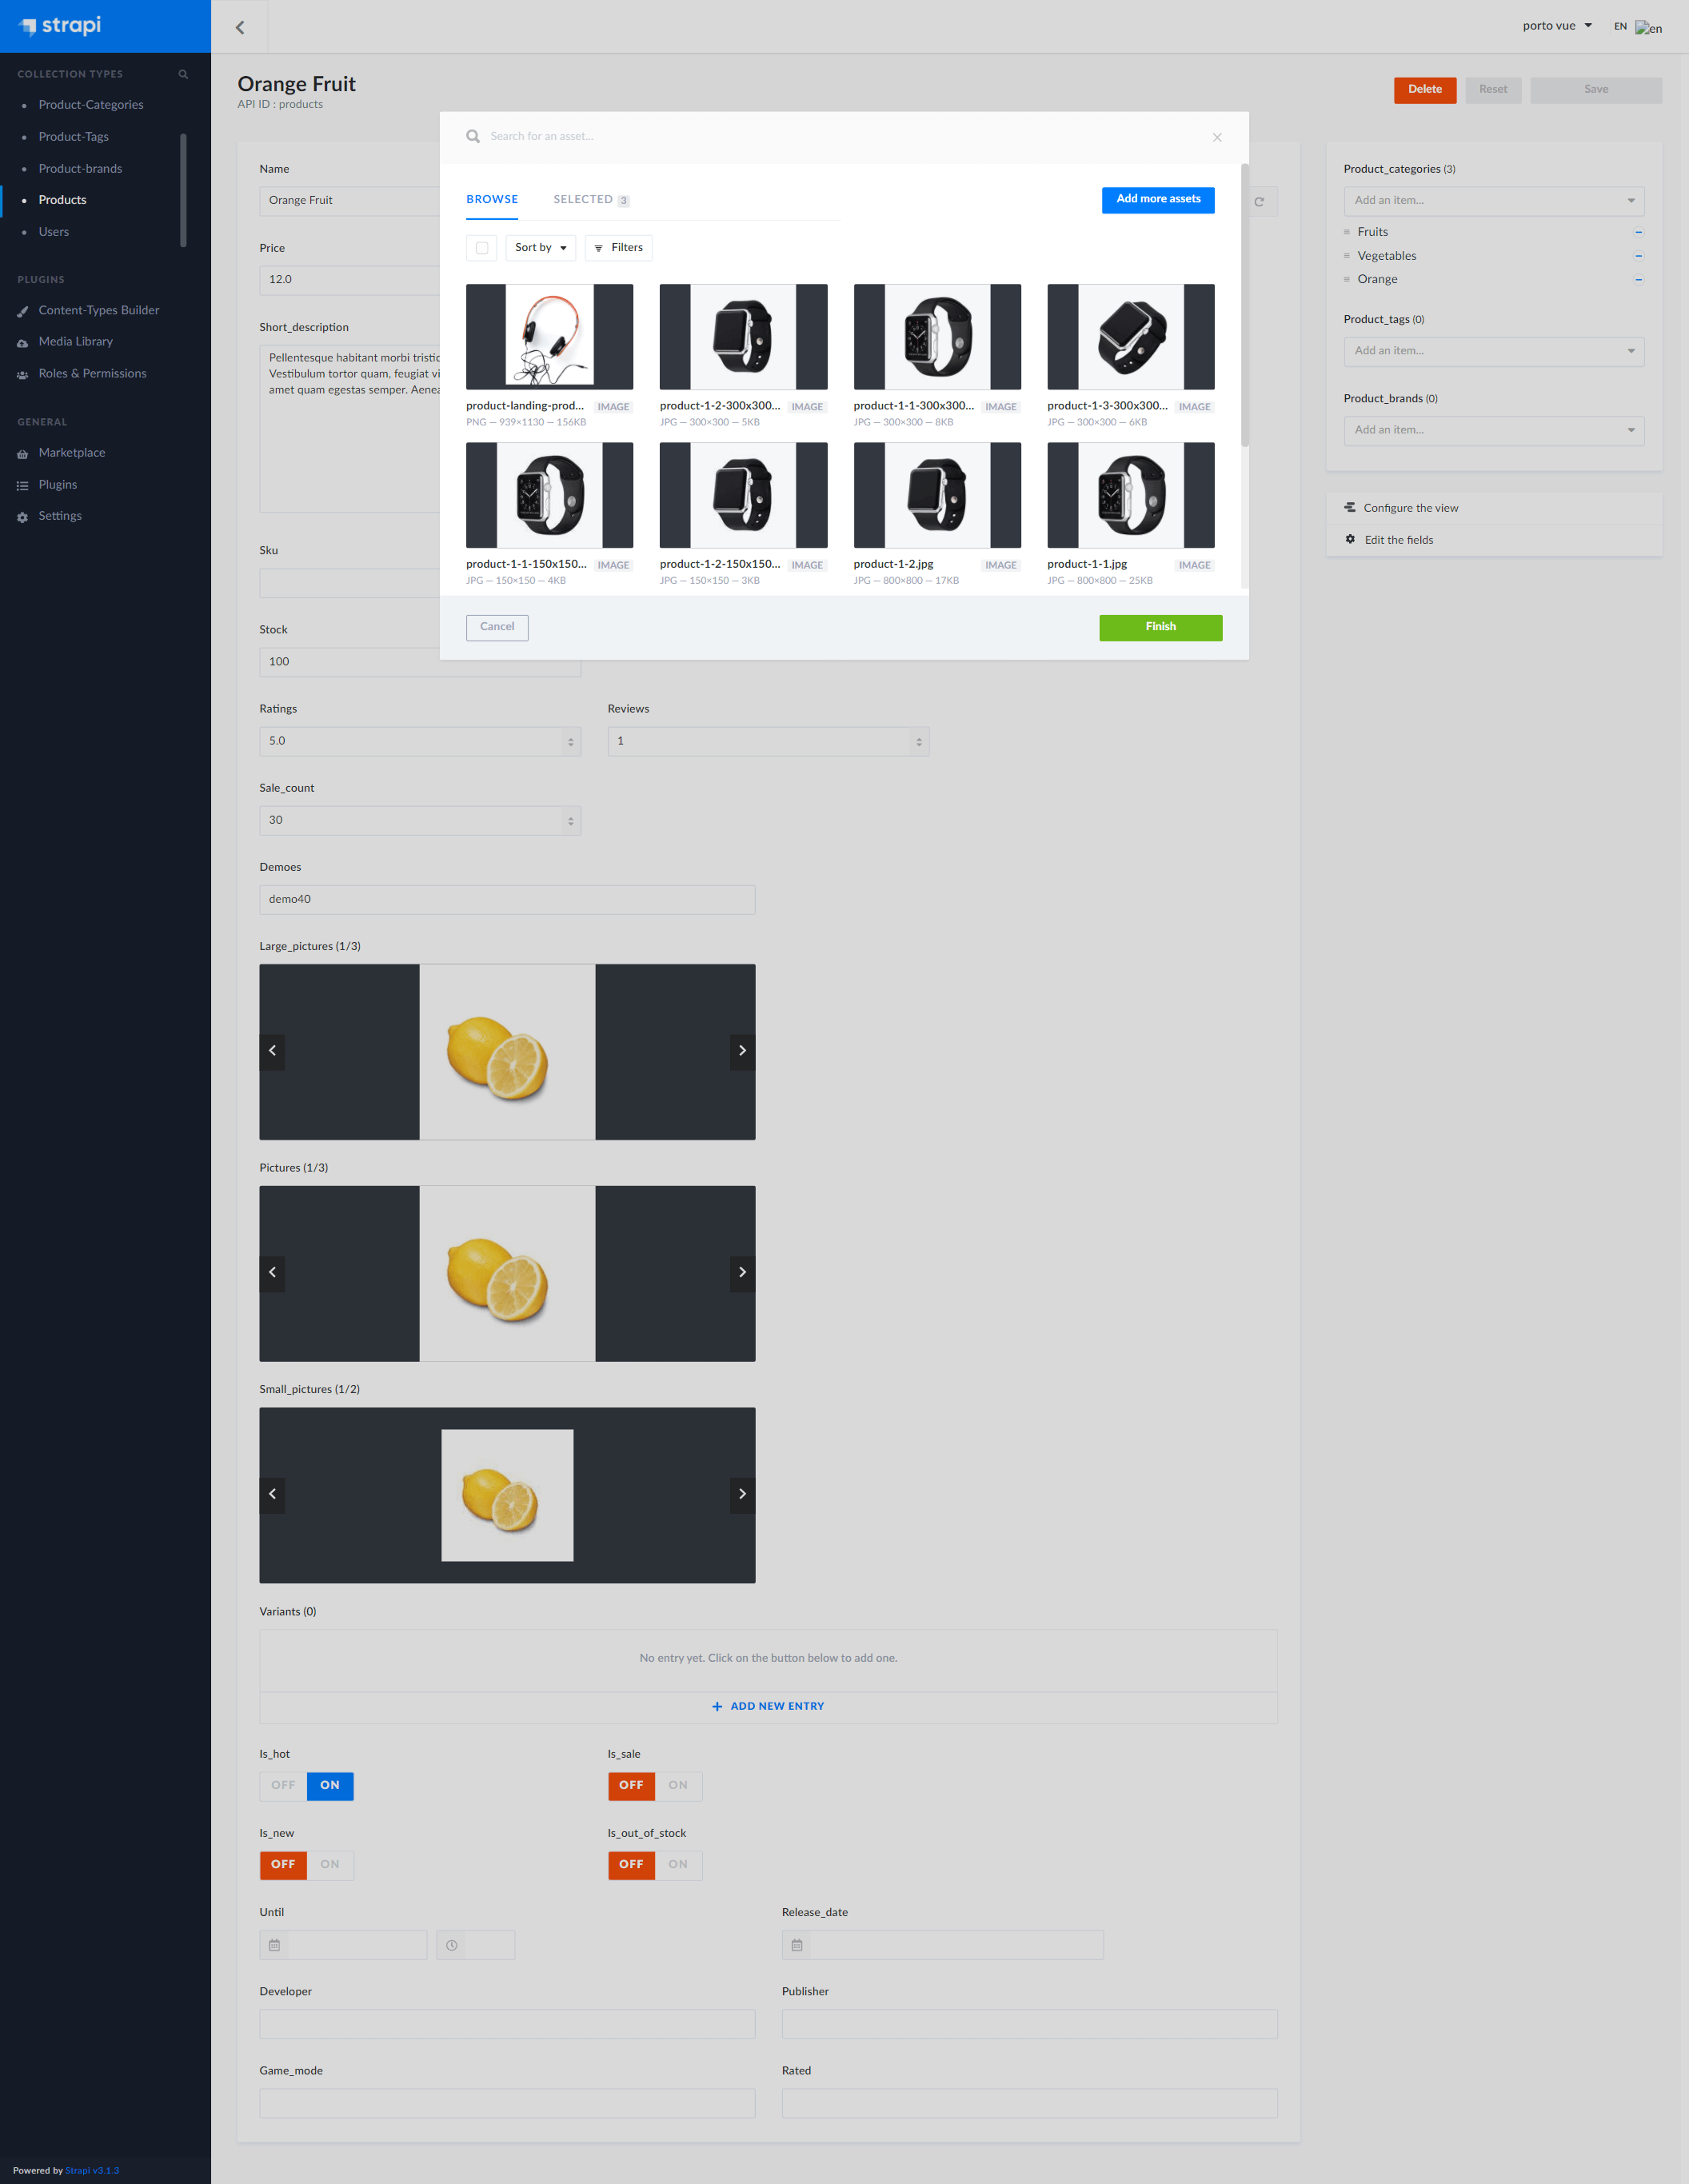 strapi
porto vue
EN
en
COLLECTION TYPES
Product-Categories
Product-Tags
Product-brands
Products
Users
PLUGINS
Content-Types Builder
Media Library
Roles & Permissions
GENERAL
Marketplace
Plugins
Settings
Powered by Strapi v3.1.3
Orange Fruit
API ID : products
Delete
Reset
Save
Search for an asset...
BROWSE
SELECTED 3
Add more assets
Sort by
Filters
product-landing-prod... IMAGE
PNG — 939×1130 — 156KB
product-1-2-300x300... IMAGE
JPG — 300×300 — 5KB
product-1-1-300x300... IMAGE
JPG — 300×300 — 8KB
product-1-3-300x300... IMAGE
JPG — 300×300 — 6KB
product-1-1-150x150... IMAGE
JPG — 150×150 — 4KB
product-1-2-150x150... IMAGE
JPG — 150×150 — 3KB
product-1-2.jpg IMAGE
JPG — 800×800 — 17KB
product-1-1.jpg IMAGE
JPG — 800×800 — 25KB
Cancel
Finish
Name
Orange Fruit
Price
12.0
Short_description
Pellentesque habitant morbi tristic
Vestibulum tortor quam, feugiat vi
amet quam egestas semper. Aenea
Sku
Stock
100
Ratings
5.0
Reviews
1
Sale_count
30
Demoes
demo40
Large_pictures (1/3)
Pictures (1/3)
Small_pictures (1/2)
Variants (0)
No entry yet. Click on the button below to add one.
ADD NEW ENTRY
Is_hot
OFF ON
Is_sale
OFF ON
Is_new
OFF ON
Is_out_of_stock
OFF ON
Until
Release_date
Developer
Publisher
Game_mode
Rated
Product_categories (3)
Add an item...
Fruits
Vegetables
Orange
Product_tags (0)
Add an item...
Product_brands (0)
Add an item...
Configure the view
Edit the fields